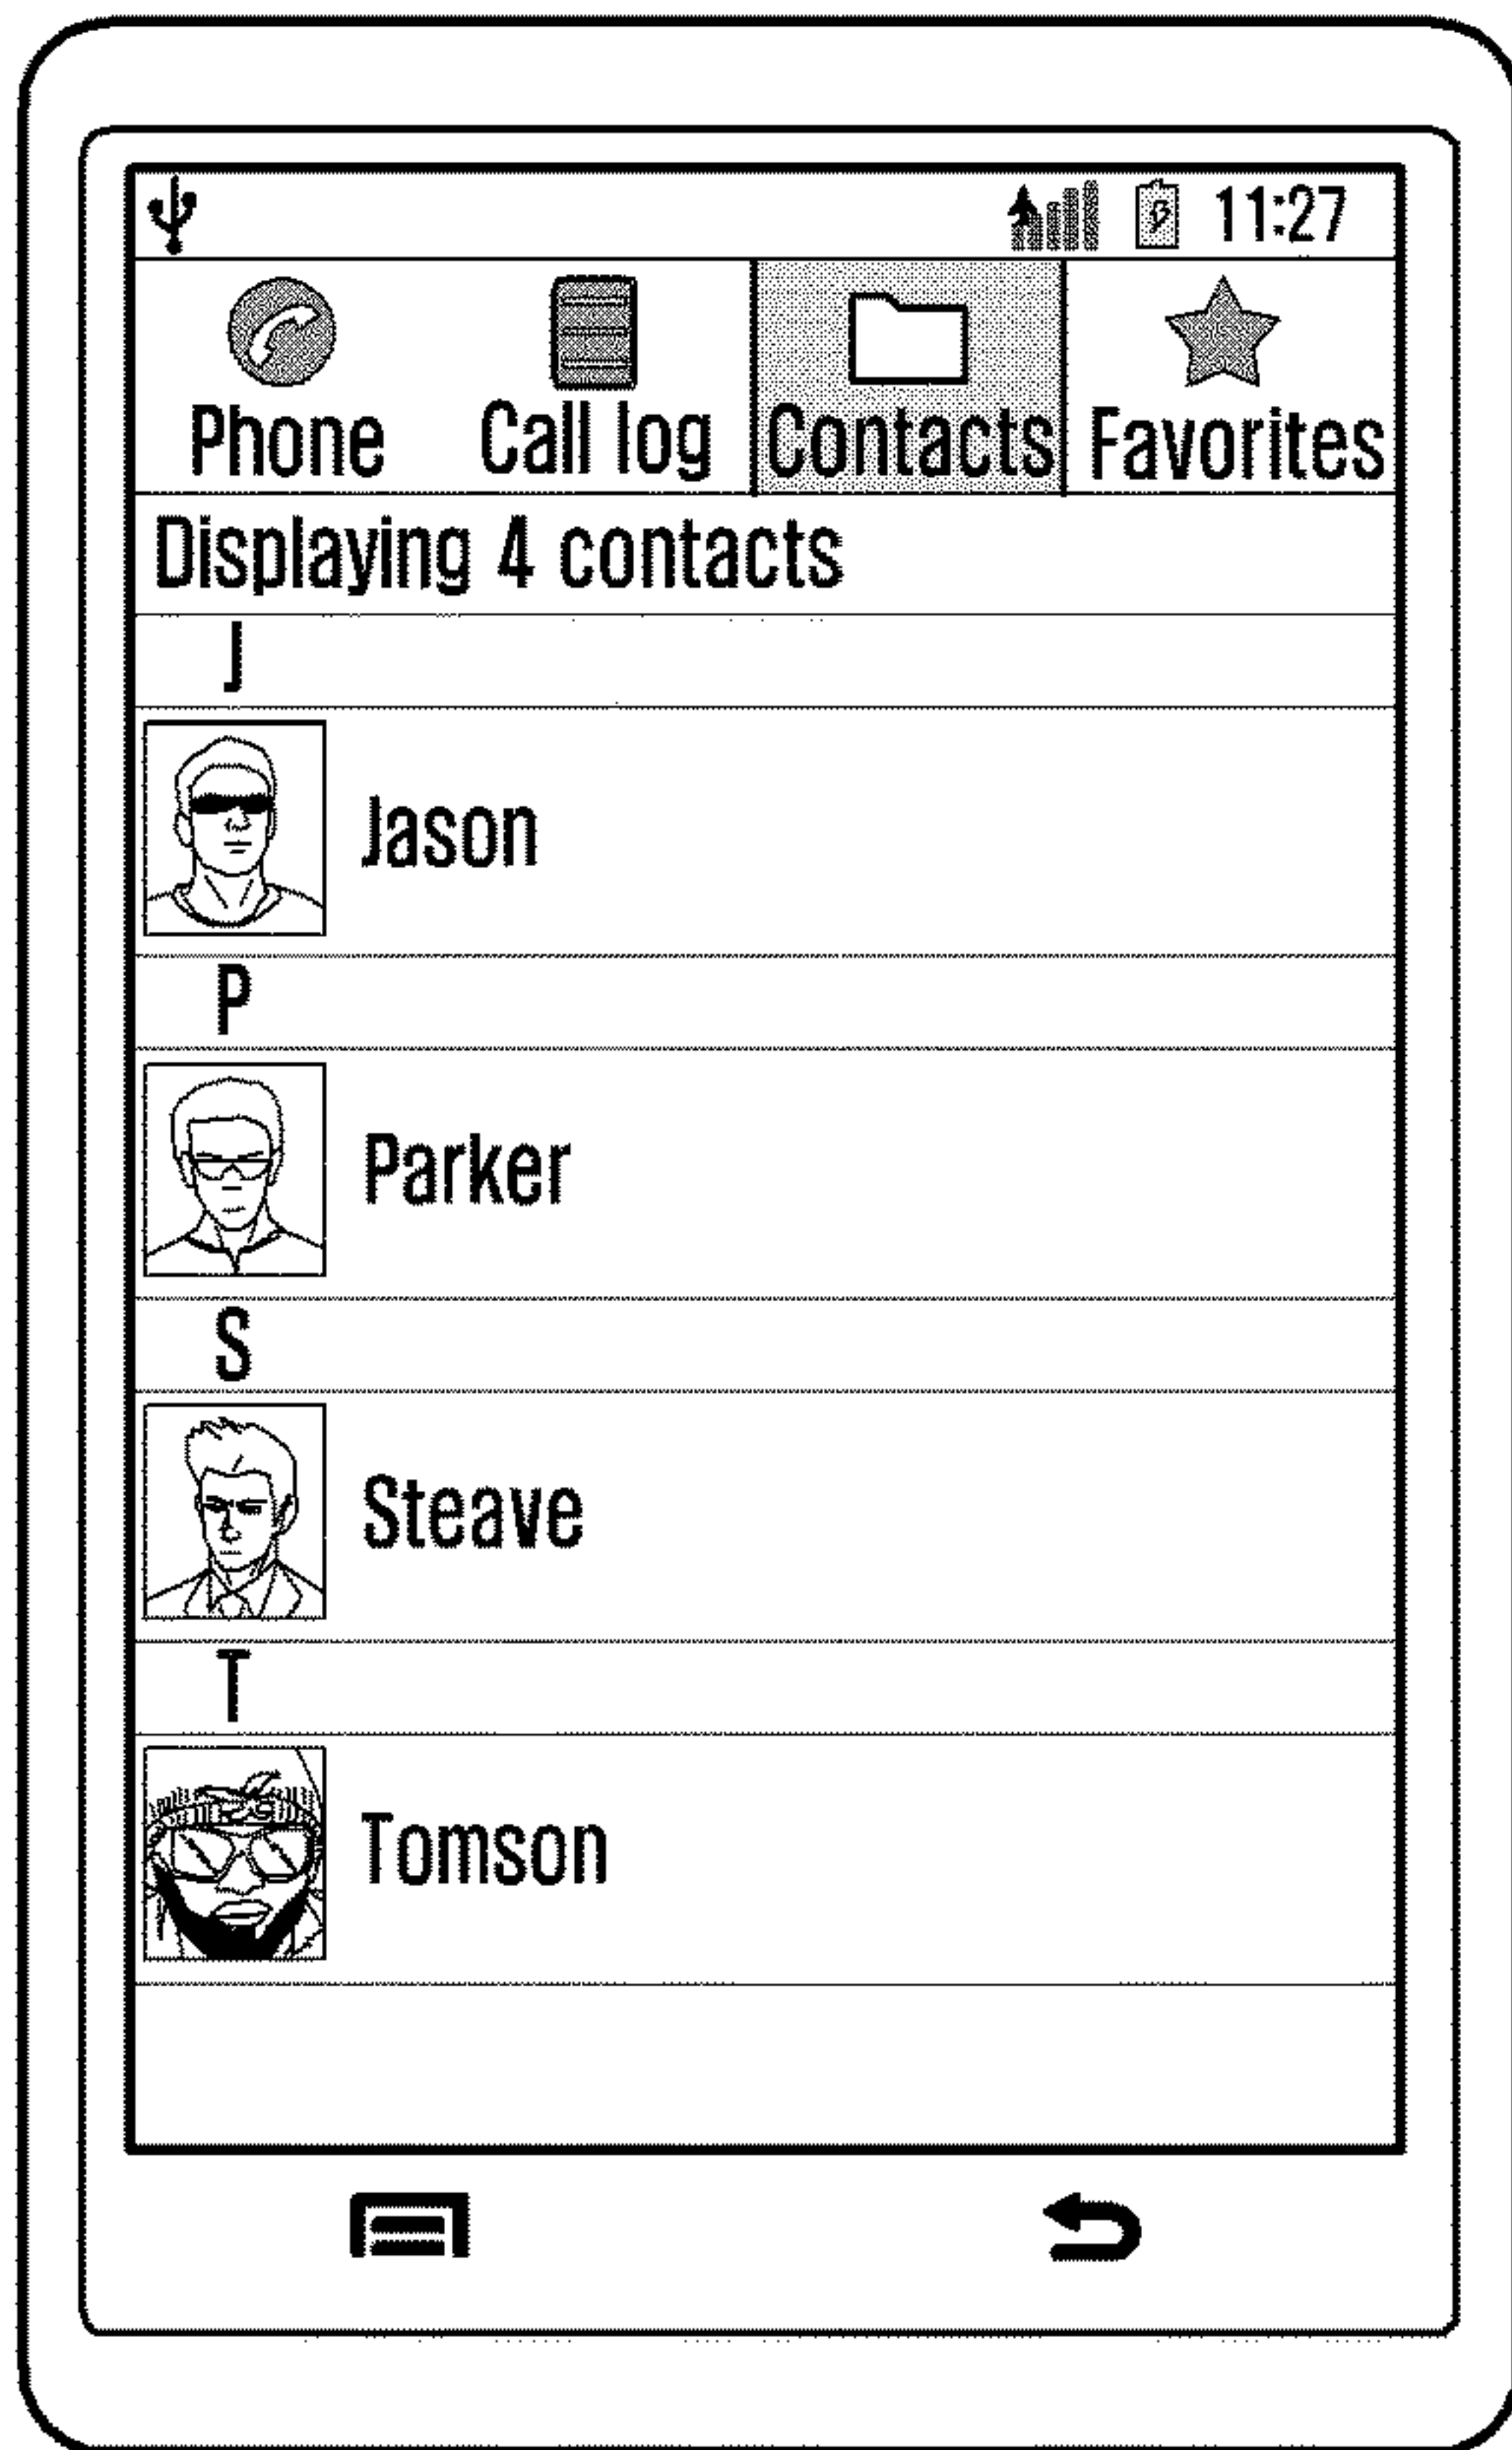 11:27
Phone Call log Contacts Favorites
Displaying 4 contacts
J
Jason
P
Parker
S
Steave
T
Tomson